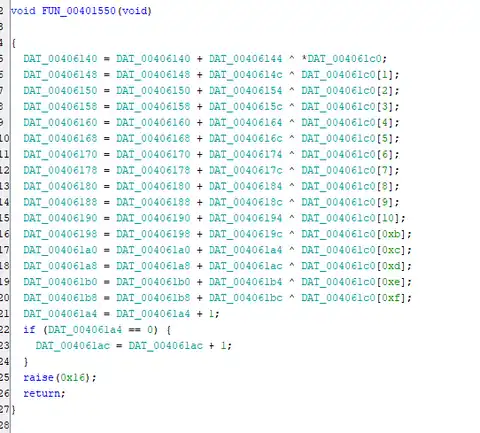 2 void FUN_00401550(void)
3
4 {
5 DAT_00406140 = DAT_00406140 + DAT_00406144 ^ *DAT_004061c0;
6 DAT_00406148 = DAT_00406148 + DAT_0040614c ^ DAT_004061c0[1];
7 DAT_00406150 = DAT_00406150 + DAT_00406154 ^ DAT_004061c0[2];
8 DAT_00406158 = DAT_00406158 + DAT_0040615c ^ DAT_004061c0[3];
9 DAT_00406160 = DAT_00406160 + DAT_00406164 ^ DAT_004061c0[4];
10 DAT_00406168 = DAT_00406168 + DAT_0040616c ^ DAT_004061c0[5];
11 DAT_00406170 = DAT_00406170 + DAT_00406174 ^ DAT_004061c0[6];
12 DAT_00406178 = DAT_00406178 + DAT_0040617c ^ DAT_004061c0[7];
13 DAT_00406180 = DAT_00406180 + DAT_00406184 ^ DAT_004061c0[8];
14 DAT_00406188 = DAT_00406188 + DAT_0040618c ^ DAT_004061c0[9];
15 DAT_00406190 = DAT_00406190 + DAT_00406194 ^ DAT_004061c0[10];
16 DAT_00406198 = DAT_00406198 + DAT_0040619c ^ DAT_004061c0[0xb];
17 DAT_004061a0 = DAT_004061a0 + DAT_004061a4 ^ DAT_004061c0[0xc];
18 DAT_004061a8 = DAT_004061a8 + DAT_004061ac ^ DAT_004061c0[0xd];
19 DAT_004061b0 = DAT_004061b0 + DAT_004061b4 ^ DAT_004061c0[0xe];
20 DAT_004061b8 = DAT_004061b8 + DAT_004061bc ^ DAT_004061c0[0xf];
21 DAT_004061a4 = DAT_004061a4 + 1;
22 if (DAT_004061a4 == 0) {
23 DAT_004061ac = DAT_004061ac + 1;
24 }
25 raise(0x16);
26 return;
27 }
28